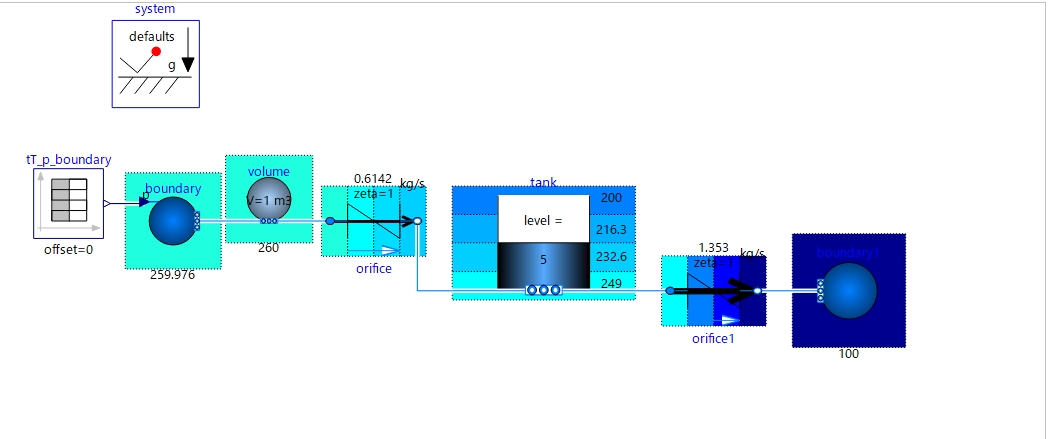 system
defaults
g
tT_p_boundary
offset=0
boundary
p
259.976
volume
V=1 m3
260
0.6142
kg/s
zeta=1
orifice
tank
level =
5
200
216.3
232.6
249
1.353
kg/s
zeta=1
orifice1
boundary1
100